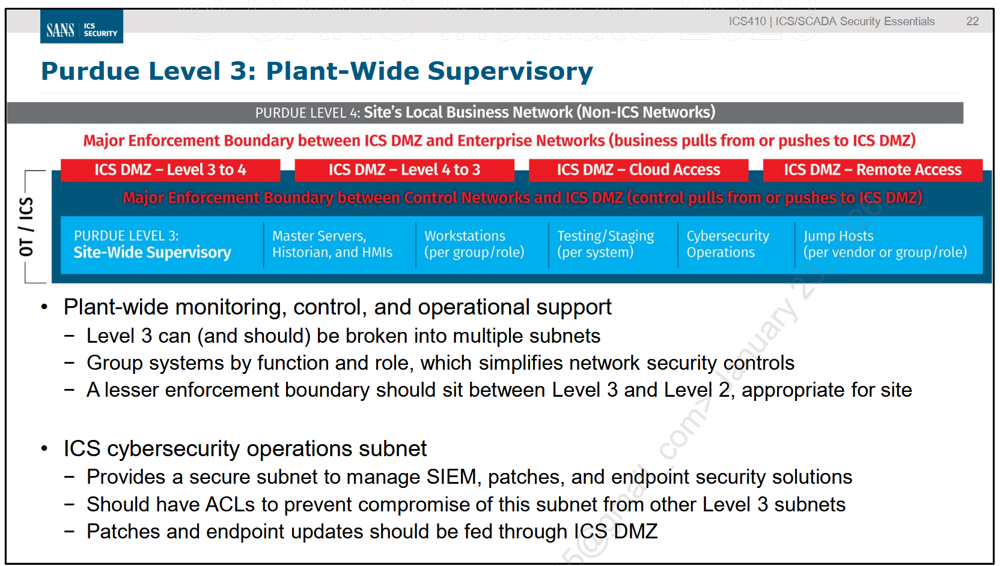 © SANS Institute 2026
SANS
ICS
SECURITY
ICS410 | ICS/SCADA Security Essentials 22
Purdue Level 3: Plant-Wide Supervisory
PURDUE LEVEL 4: Site's Local Business Network (Non-ICS Networks)
Major Enforcement Boundary between ICS DMZ and Enterprise Networks (business pulls from or pushes to ICS DMZ)
ICS DMZ – Level 3 to 4
ICS DMZ – Level 4 to 3
ICS DMZ – Cloud Access
ICS DMZ – Remote Access
Major Enforcement Boundary between Control Networks and ICS DMZ (control pulls from or pushes to ICS DMZ)
OT / ICS
PURDUE LEVEL 3:
Site-Wide Supervisory
Master Servers,
Historian, and HMIs
Workstations
(per group/role)
Testing/Staging
(per system)
Cybersecurity
Operations
Jump Hosts
(per vendor or group/role)
• Plant-wide monitoring, control, and operational support
– Level 3 can (and should) be broken into multiple subnets
– Group systems by function and role, which simplifies network security controls
– A lesser enforcement boundary should sit between Level 3 and Level 2, appropriate for site
• ICS cybersecurity operations subnet
– Provides a secure subnet to manage SIEM, patches, and endpoint security solutions
– Should have ACLs to prevent compromise of this subnet from other Level 3 subnets
– Patches and endpoint updates should be fed through ICS DMZ
5@gmail_com> January 23, 2026